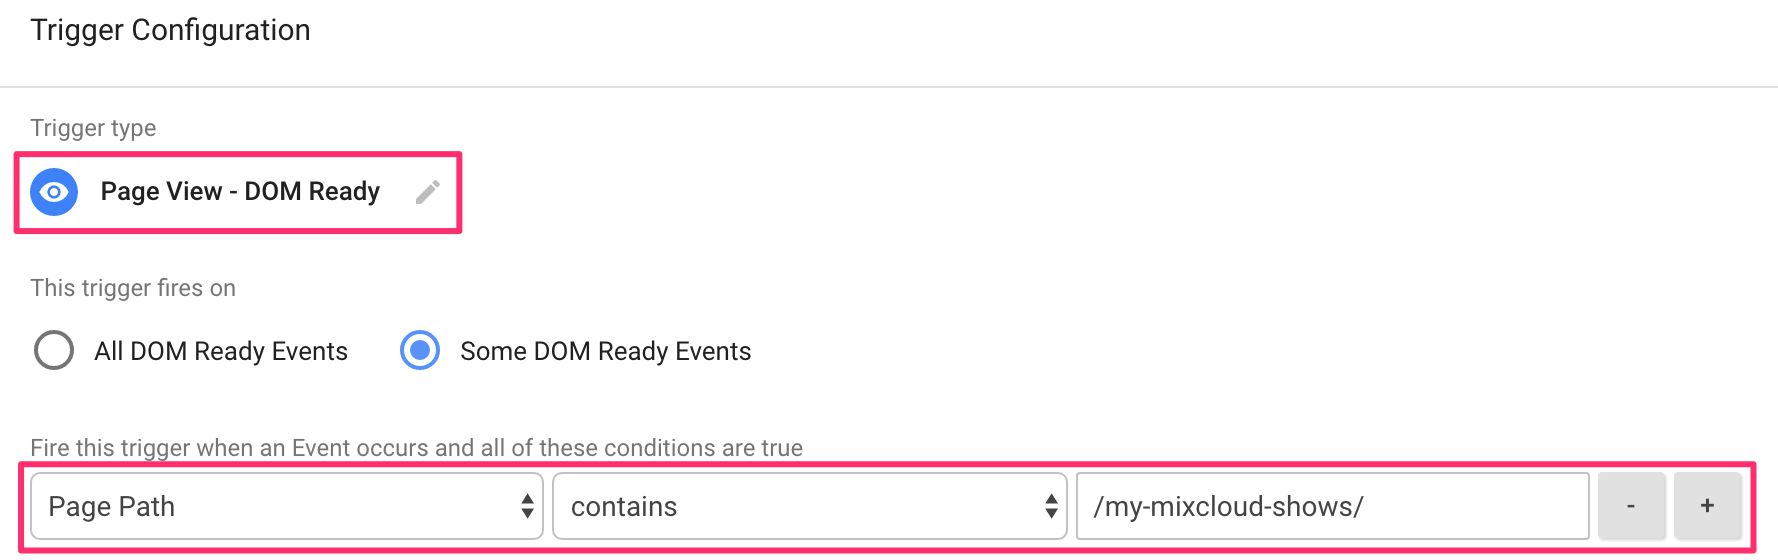 Trigger Configuration
Trigger type
Page View - DOM Ready
This trigger fires on
All DOM Ready Events Some DOM Ready Events
Fire this trigger when an Event occurs and all of these conditions are true
Page Path contains /my-mixcloud-shows/ - +